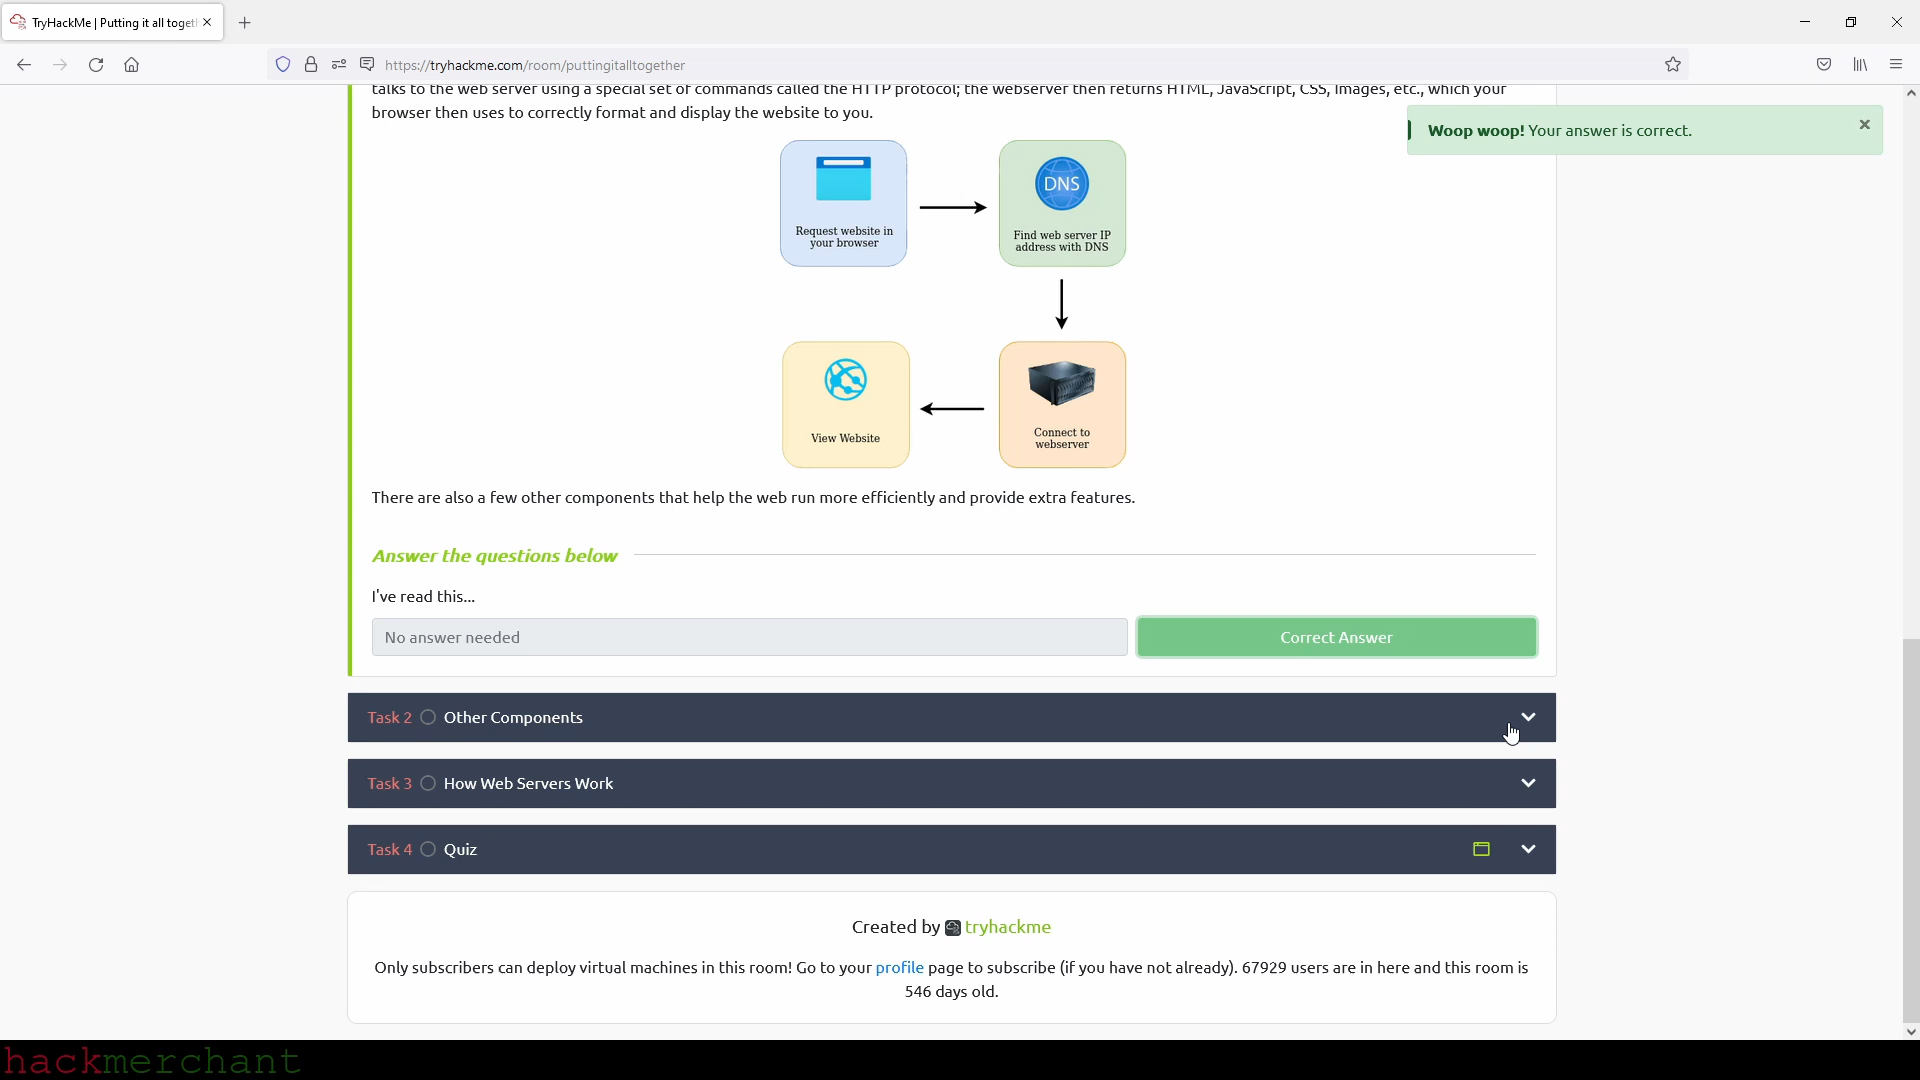 TryHackMe | Putting it all togeth
https://tryhackme.com/room/puttingitalltogether
talks to the web server using a special set of commands called the HTTP protocol; the webserver then returns HTML, JavaScript, CSS, Images, etc., which your
browser then uses to correctly format and display the website to you.
Woop woop! Your answer is correct.
Request website in
your browser
DNS
Find web server IP
address with DNS
View Website
Connect to
webserver
There are also a few other components that help the web run more efficiently and provide extra features.
Answer the questions below
I've read this...
No answer needed
Correct Answer
Task 2 Other Components
Task 3 How Web Servers Work
Task 4 Quiz
Created by tryhackme
Only subscribers can deploy virtual machines in this room! Go to your profile page to subscribe (if you have not already). 67929 users are in here and this room is
546 days old.
hackmerchant